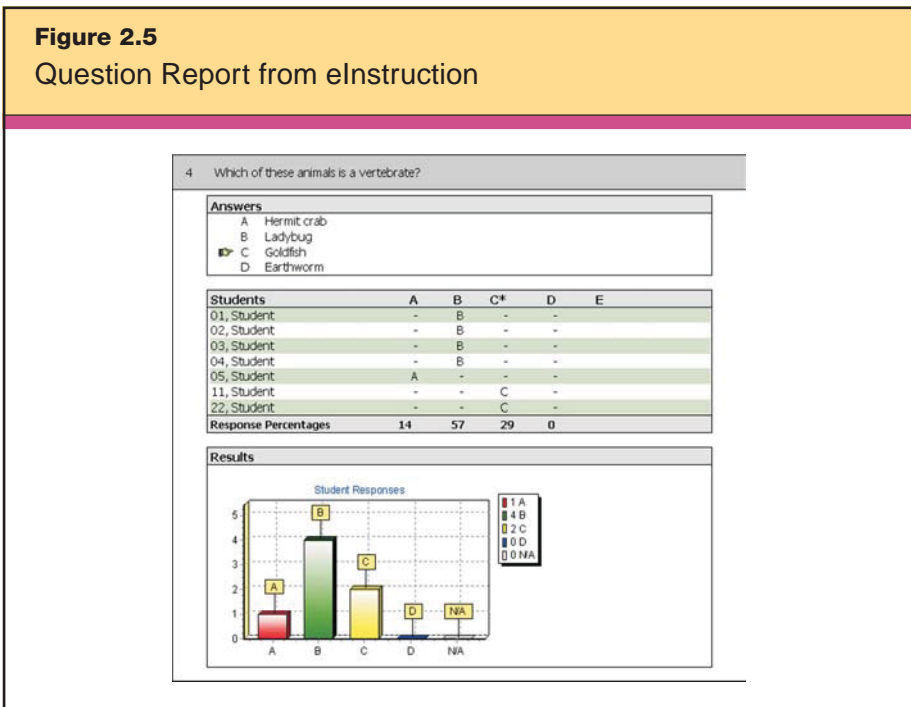 Figure 2.5
Question Report from eInstruction
4 Which of these animals is a vertebrate?
Answers
A Hermit crab
B Ladybug
C Goldfish
D Earthworm
Students A B C* D E
01, Student - B - -
02, Student - B - -
03, Student - B - -
04, Student - B - -
05, Student A - - -
11, Student - - C -
22, Student - - C -
Response Percentages 14 57 29 0
Results
Student Responses
5
4
3
2
1
0
A
B
C
D
N/A
A B C D N/A
1 A
4 B
2 C
0 D
0 N/A